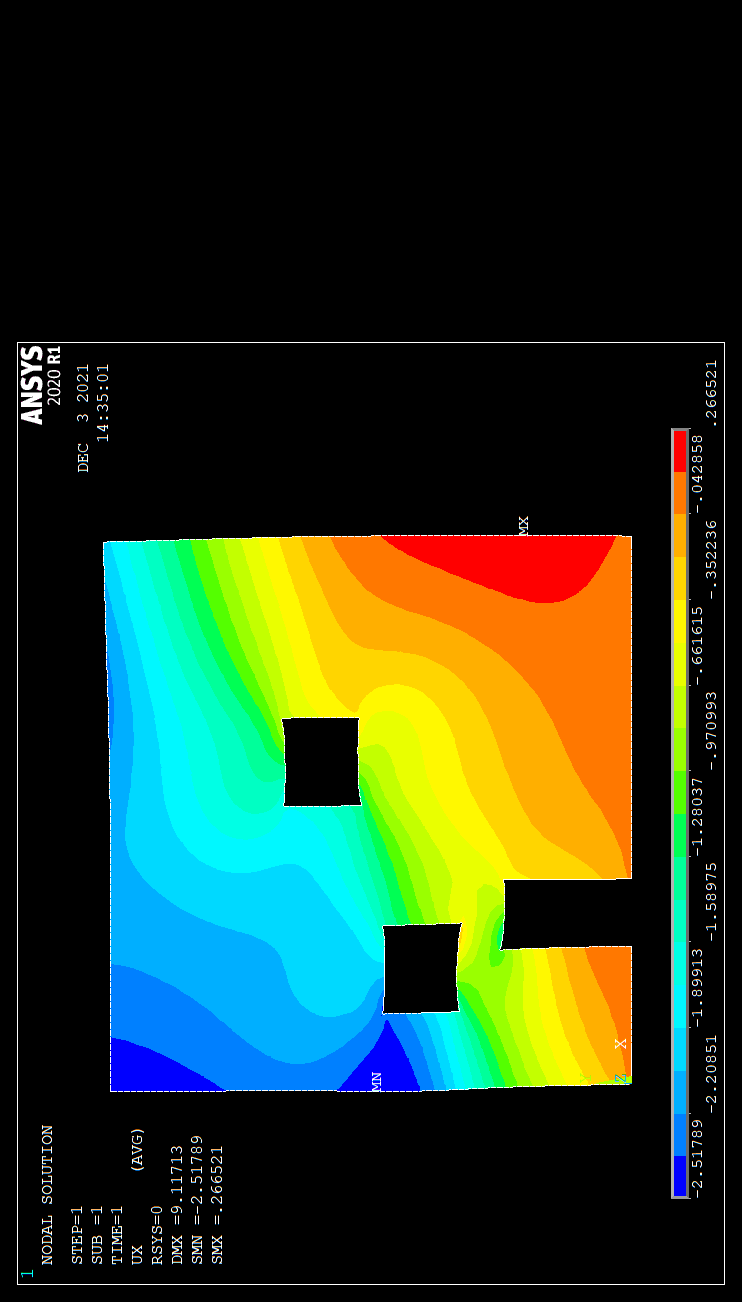 1
NODAL SOLUTION
STEP=1
SUB =1
TIME=1
UX (AVG)
RSYS=0
DMX =9.11713
SMN =-2.51789
SMX =.266521
ANSYS
2020 R1
DEC 3 2021
14:35:01
MX
MN
Y
Z X
-2.51789 -2.20851 -1.89913 -1.58975 -1.28037 -.970993 -.661615 -.352236 -.042858 .266521